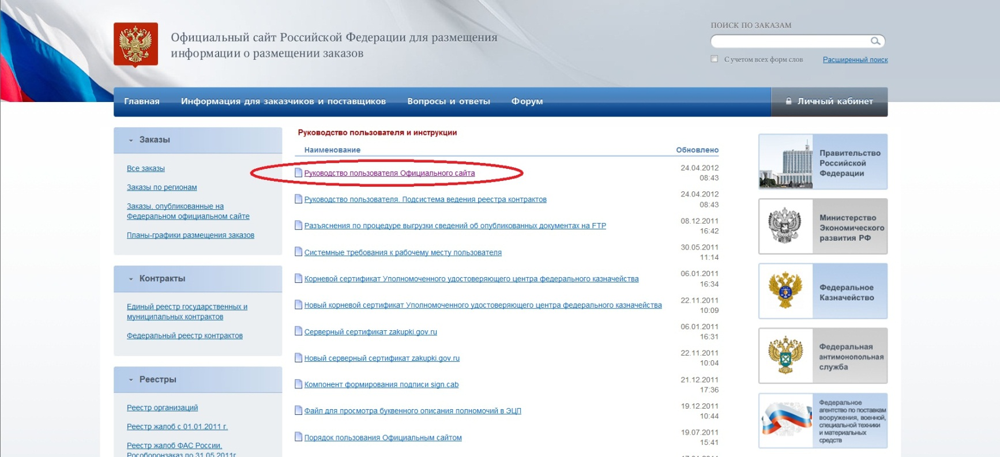 Официальный сайт Российской Федерации для размещения
информации о размещении заказов
ПОИСК ПО ЗАКАЗАМ
С учетом всех форм слов
Расширенный поиск
Главная
Информация для заказчиков и поставщиков
Вопросы и ответы
Форум
Личный кабинет
Заказы
Все заказы
Заказы по регионам
Заказы, опубликованные на
Федеральном официальном сайте
Планы-графики размещения заказов
Контракты
Единый реестр государственных и
муниципальных контрактов
Федеральный реестр контрактов
Реестры
Реестр организаций
Реестр жалоб с 01.01.2011 г.
Реестр жалоб ФАС России,
Рособоронзаказ по 31.05.2011г
Руководство пользователя и инструкции
Наименование
Обновлено
Руководство пользователя Официального сайта
24.04.2012
08:43
Руководство пользователя. Подсистема ведения реестра контрактов
24.04.2012
08:43
Разъяснения по процедуре выгрузки сведений об опубликованных документах на FTP
08.12.2011
16:42
Системные требования к рабочему месту пользователя
30.05.2011
11:14
Корневой сертификат Уполномоченного удостоверяющего центра федерального казначейства
06.01.2011
16:34
Новый корневой сертификат Уполномоченного удостоверяющего центра федерального казначейства
22.11.2011
10:09
Серверный сертификат zakupki.gov.ru
06.01.2011
16:31
Новый серверный сертификат zakupki.gov.ru
22.11.2011
10:04
Компонент формирования подписи sign.cab
21.12.2011
17:36
Файл для просмотра буквенного описания полномочий в ЭЦП
19.12.2011
10:44
Порядок пользования Официальным сайтом
19.07.2011
15:41
Правительство
Российской
Федерации
Министерство
Экономического
развития РФ
Федеральное
Казначейство
Федеральная
антимонопольная
служба
Федеральное
агентство по поставкам
вооружения, военной,
специальной техники
и материальных
средств